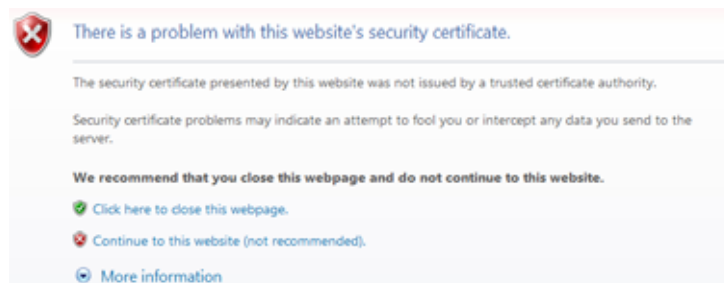 There is a problem with this website's security certificate.
The security certificate presented by this website was not issued by a trusted certificate authority.
Security certificate problems may indicate an attempt to fool you or intercept any data you send to the
server.
We recommend that you close this webpage and do not continue to this website.
Click here to close this webpage.
Continue to this website (not recommended).
More information